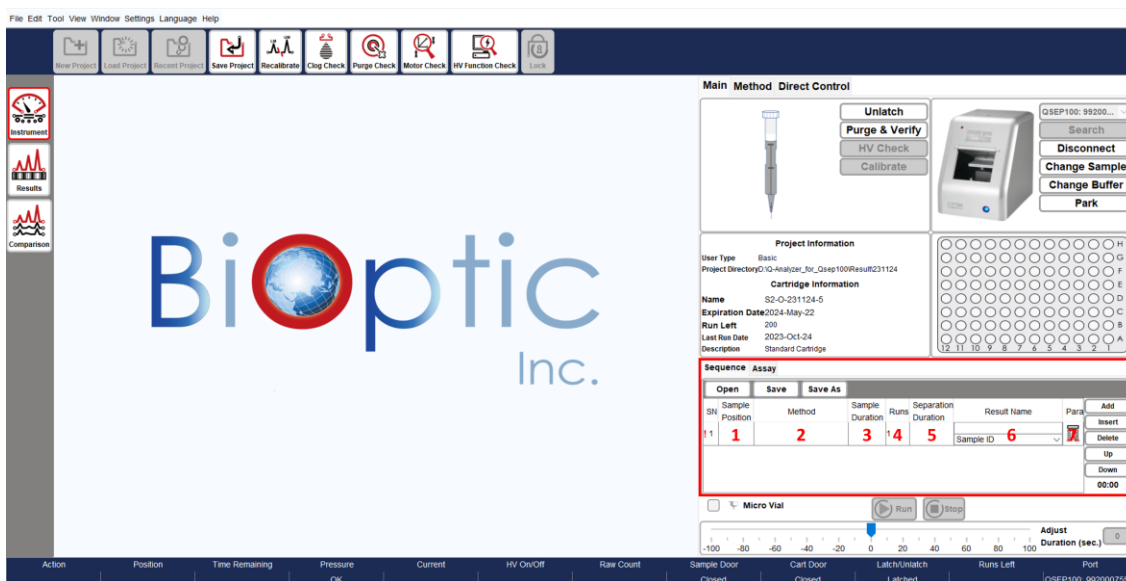 File Edit Tool View Window Settings Language Help
New Project Load Project Recent Project Save Project Recalibrate Clog Check Purge Check Motor Check HV Function Check Lock
Instrument
Results
Comparison
BiOptic
Inc.
Main Method Direct Control
Unlatch
Purge & Verify
HV Check
Calibrate
QSEP100: 99200...
Search
Disconnect
Change Sample
Change Buffer
Park
Project Information
User Type Basic
Project Directory D:\Q-Analyzer_for_Qsep100\Result\231124
Cartridge Information
Name S2-O-231124-5
Expiration Date 2024-May-22
Run Left 200
Last Run Date 2023-Oct-24
Description Standard Cartridge
H
G
F
E
D
C
B
A
12 11 10 9 8 7 6 5 4 3 2 1
Sequence Assay
Open Save Save As
SN Sample Position Method Sample Duration Runs Separation Duration Result Name Para
! 1 1 2 3 1 4 5 Sample ID 6 7
Add
Insert
Delete
Up
Down
00:00
Micro Vial
Run Stop
-100 -80 -60 -40 -20 0 20 40 60 80 100
Adjust
Duration (sec.) 0
Action Position Time Remaining Pressure Current HV On/Off Raw Count Sample Door Cart Door Latch/Unlatch Runs Left Port
OK Closed Closed Latched